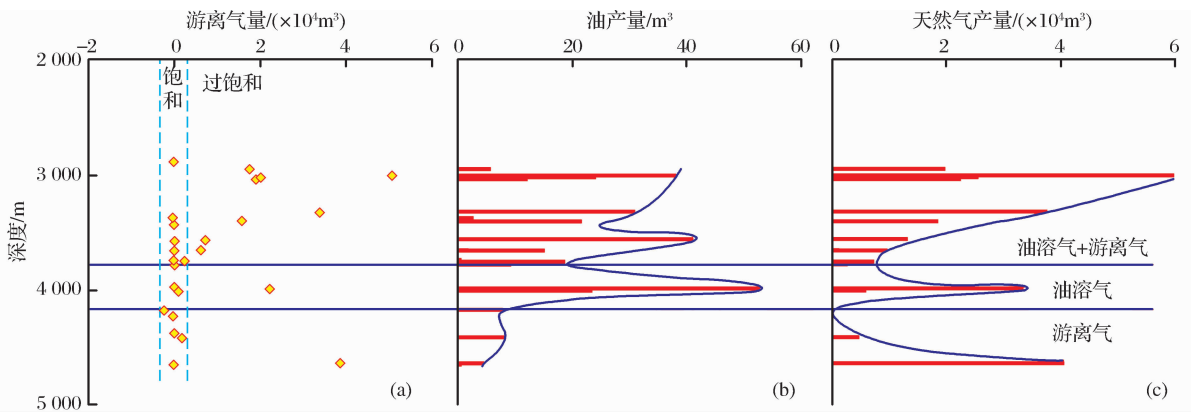 游离气量/(×10⁴m³)
油产量/m³
天然气产量/(×10⁴m³)
−2 0 2 4 6
0 20 40 60
0 2 4 6
2 000
饱和
过饱和
3 000
深度/m
油溶气+游离气
4 000
油溶气
游离气
(a)
(b)
(c)
5 000